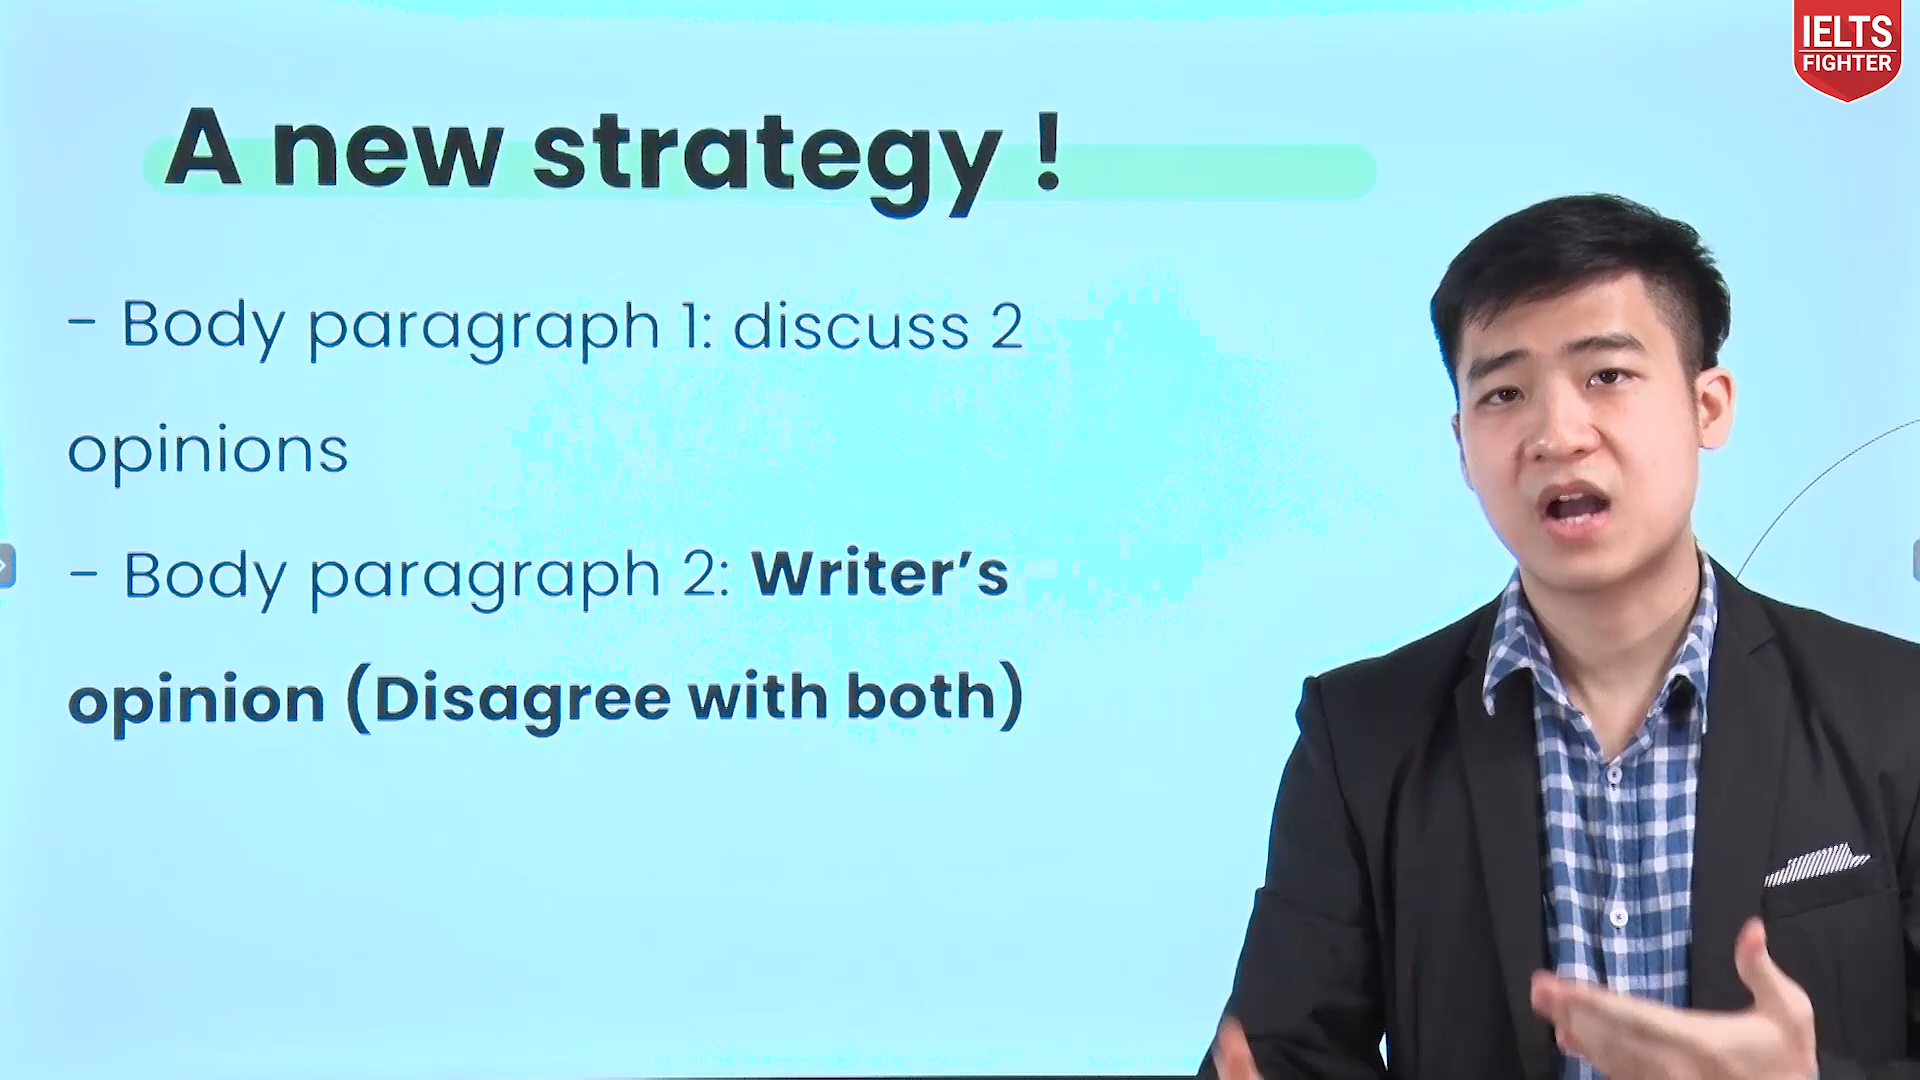 IELTS
FIGHTER
A new strategy !
- Body paragraph 1: discuss 2
opinions
- Body paragraph 2: Writer’s
opinion (Disagree with both)